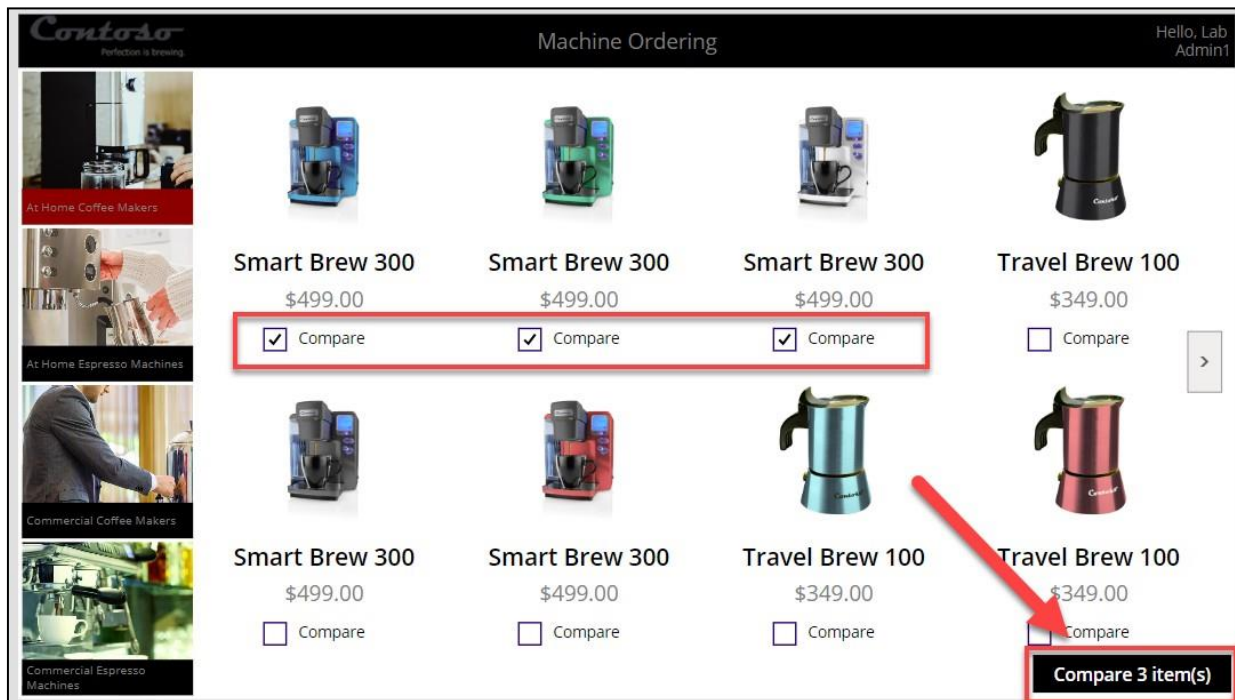 Contoso
Perfection is brewing.
Machine Ordering
Hello, Lab
Admin1
At Home Coffee Makers
At Home Espresso Machines
Commercial Coffee Makers
Commercial Espresso
Machines
Smart Brew 300
Smart Brew 300
Smart Brew 300
Travel Brew 100
$499.00
$499.00
$499.00
$349.00
Compare
Compare
Compare
Compare
>
Contoso
Smart Brew 300
Smart Brew 300
Travel Brew 100
Travel Brew 100
$499.00
$499.00
$349.00
$349.00
Compare
Compare
Compare
Compare
Compare 3 item(s)